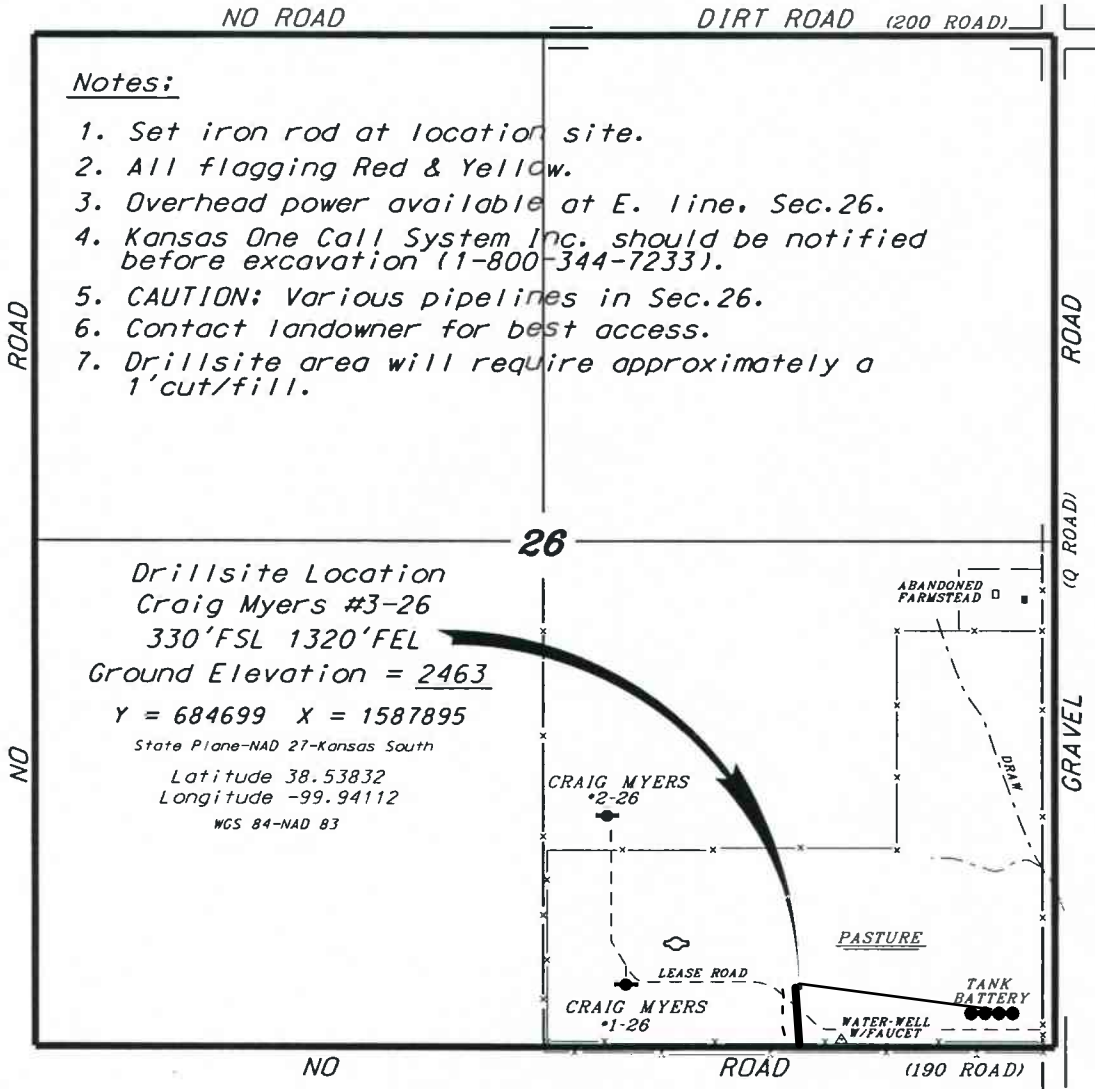 NO ROAD
DIRT ROAD (200 ROAD)
Notes:
1. Set iron rod at location site.
2. All flagging Red & Yellow.
3. Overhead power available at E. line, Sec.26.
4. Kansas One Call System Inc. should be notified
before excavation (1-800-344-7233).
5. CAUTION: Various pipelines in Sec.26.
6. Contact landowner for best access.
7. Drillsite area will require approximately a
1'cut/fill.
NO
ROAD
GRAVEL
(Q ROAD)
ROAD
26
Drillsite Location
Craig Myers #3-26
330'FSL 1320'FEL
Ground Elevation = 2463
Y = 684699 X = 1587895
State Plane-NAD 27-Kansas South
Latitude 38.53832
Longitude -99.94112
WGS 84-NAD 83
ABANDONED
FARMSTEAD
DRAW
CRAIG MYERS
#2-26
PASTURE
LEASE ROAD
TANK
BATTERY
CRAIG MYERS
#1-26
WATER-WELL
W/FAUCET
NO
ROAD
(190 ROAD)